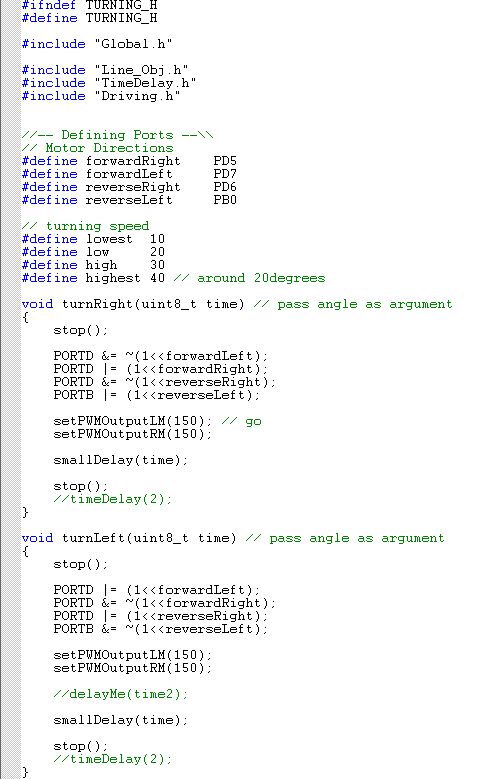 #ifndef TURNING_H
#define TURNING_H
#include "Global.h"
#include "Line_Obj.h"
#include "TimeDelay.h"
#include "Driving.h"
//-- Defining Ports --\\
// Motor Directions
#define forwardRight    PD5
#define forwardLeft     PD7
#define reverseRight    PD6
#define reverseLeft     PB0
// turning speed
#define lowest  10
#define low     20
#define high    30
#define highest 40 // around 20degrees
void turnRight(uint8_t time) // pass angle as argument
{
    stop();
    PORTD &= ~(1<<forwardLeft);
    PORTD |= (1<<forwardRight);
    PORTD &= ~(1<<reverseRight);
    PORTB |= (1<<reverseLeft);
    setPWMOutputLM(150); // go
    setPWMOutputRM(150);
    smallDelay(time);
    stop();
    //timeDelay(2);
}
void turnLeft(uint8_t time) // pass angle as argument
{
    stop();
    PORTD |= (1<<forwardLeft);
    PORTD &= ~(1<<forwardRight);
    PORTD |= (1<<reverseRight);
    PORTB &= ~(1<<reverseLeft);
    setPWMOutputLM(150);
    setPWMOutputRM(150);
    //delayMe(time2);
    smallDelay(time);
    stop();
    //timeDelay(2);
}